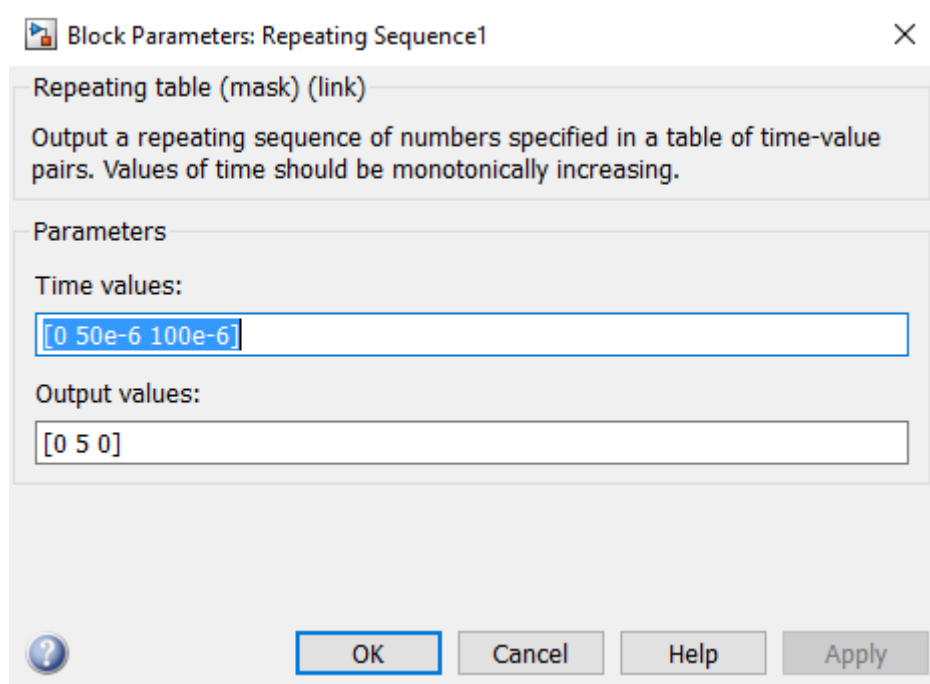 Block Parameters: Repeating Sequence1
Repeating table (mask) (link)
Output a repeating sequence of numbers specified in a table of time-value
pairs. Values of time should be monotonically increasing.
Parameters
Time values:
[0 50e-6 100e-6]
Output values:
[0 5 0]
? OK Cancel Help Apply